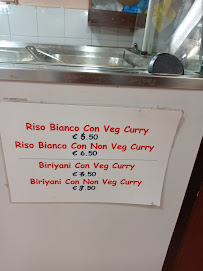 Riso Bianco Con Veg Curry
€ 5.50
Riso Bianco Con Non Veg Curry
€ 6.50
Biriyani Con Veg Curry
€ 6.50
Biriyani Con Non Veg Curry
€ 7.50